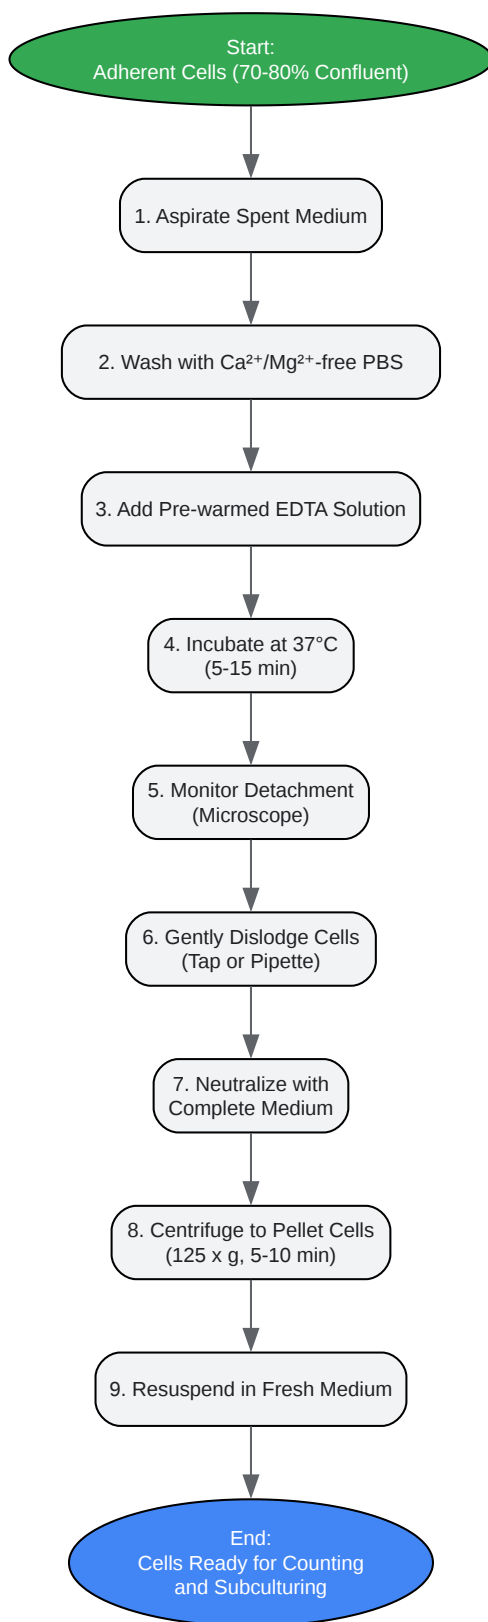 Start:
Adherent Cells (70-80% Confluent)
1. Aspirate Spent Medium
2. Wash with Ca²⁺/Mg²⁺-free PBS
3. Add Pre-warmed EDTA Solution
4. Incubate at 37°C
(5-15 min)
5. Monitor Detachment
(Microscope)
6. Gently Dislodge Cells
(Tap or Pipette)
7. Neutralize with
Complete Medium
8. Centrifuge to Pellet Cells
(125 x g, 5-10 min)
9. Resuspend in Fresh Medium
End:
Cells Ready for Counting
and Subculturing